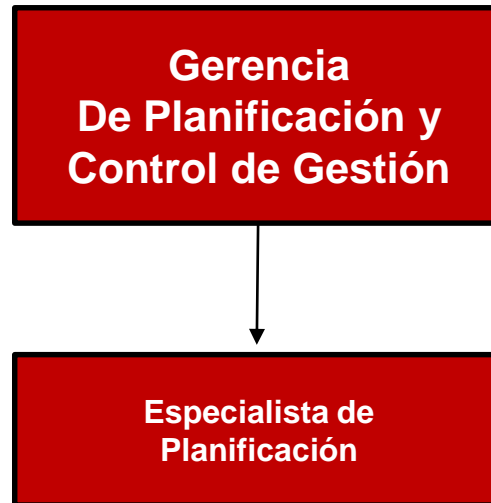 Gerencia
De Planificación y
Control de Gestión
Especialista de
Planificación